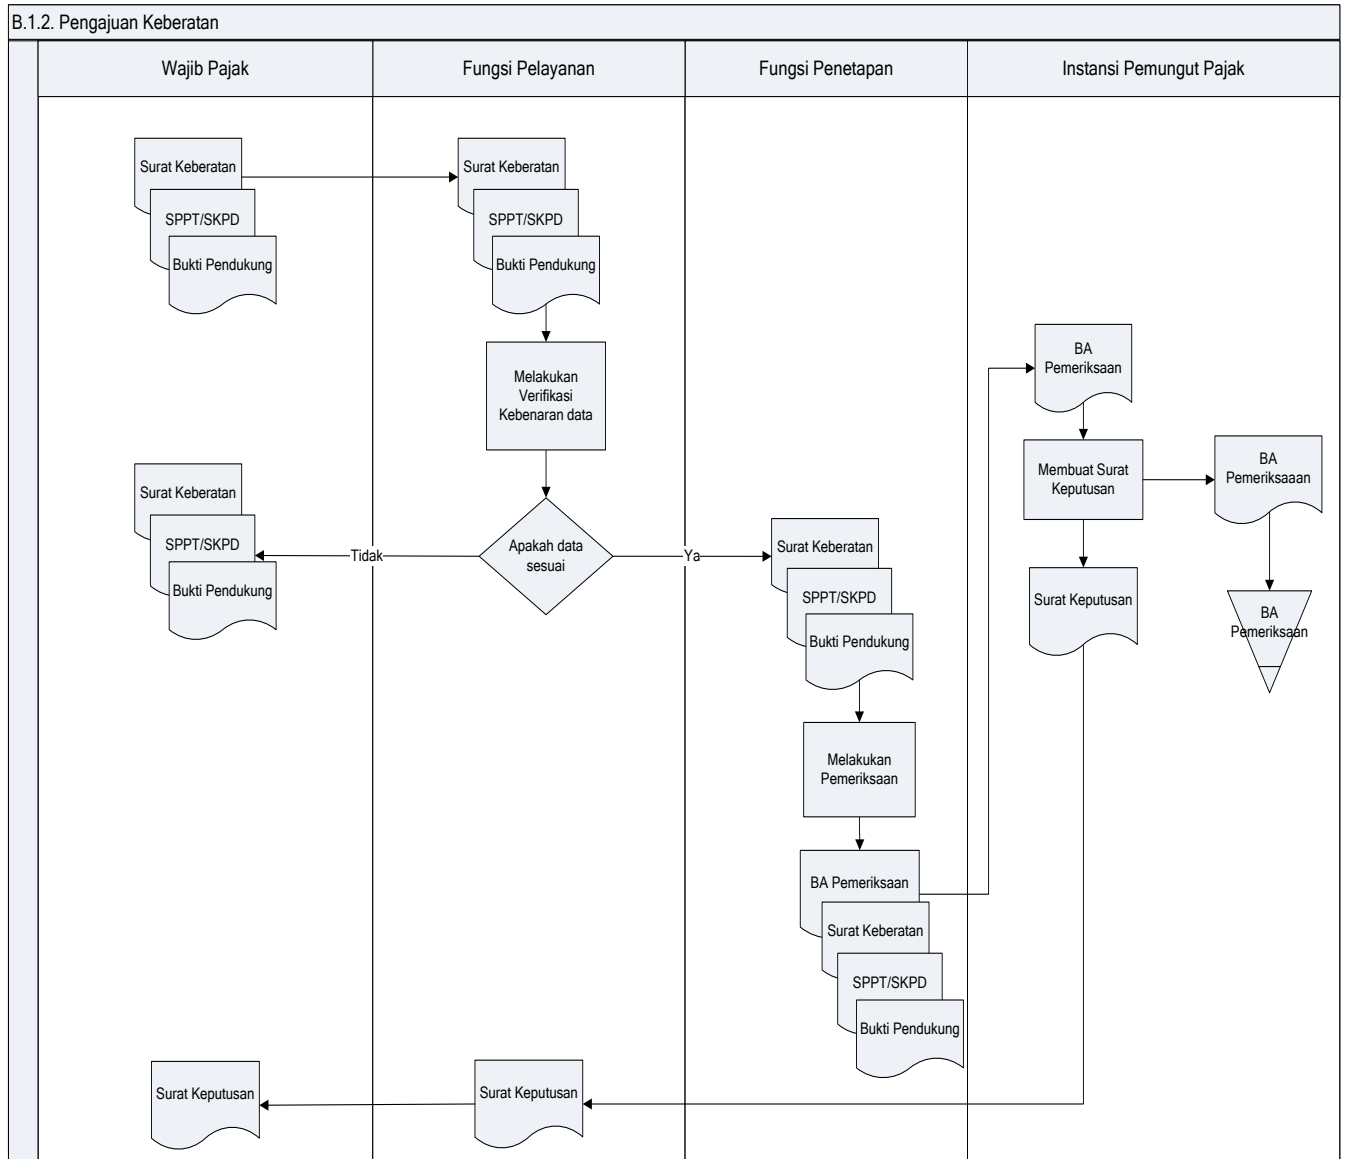 B.1.2. Pengajuan Keberatan
Wajib Pajak
Fungsi Pelayanan
Fungsi Penetapan
Instansi Pemungut Pajak
Surat Keberatan
SPPT/SKPD
Bukti Pendukung
Surat Keberatan
SPPT/SKPD
Bukti Pendukung
Melakukan
Verifikasi
Kebenaran data
Apakah data
sesuai
Tidak
Ya
Surat Keberatan
SPPT/SKPD
Bukti Pendukung
Surat Keberatan
SPPT/SKPD
Bukti Pendukung
Melakukan
Pemeriksaan
BA Pemeriksaan
Surat Keberatan
SPPT/SKPD
Bukti Pendukung
BA
Pemeriksaan
Membuat Surat
Keputusan
BA
Pemeriksaaan
BA
Pemeriksaan
Surat Keputusan
Surat Keputusan
Surat Keputusan